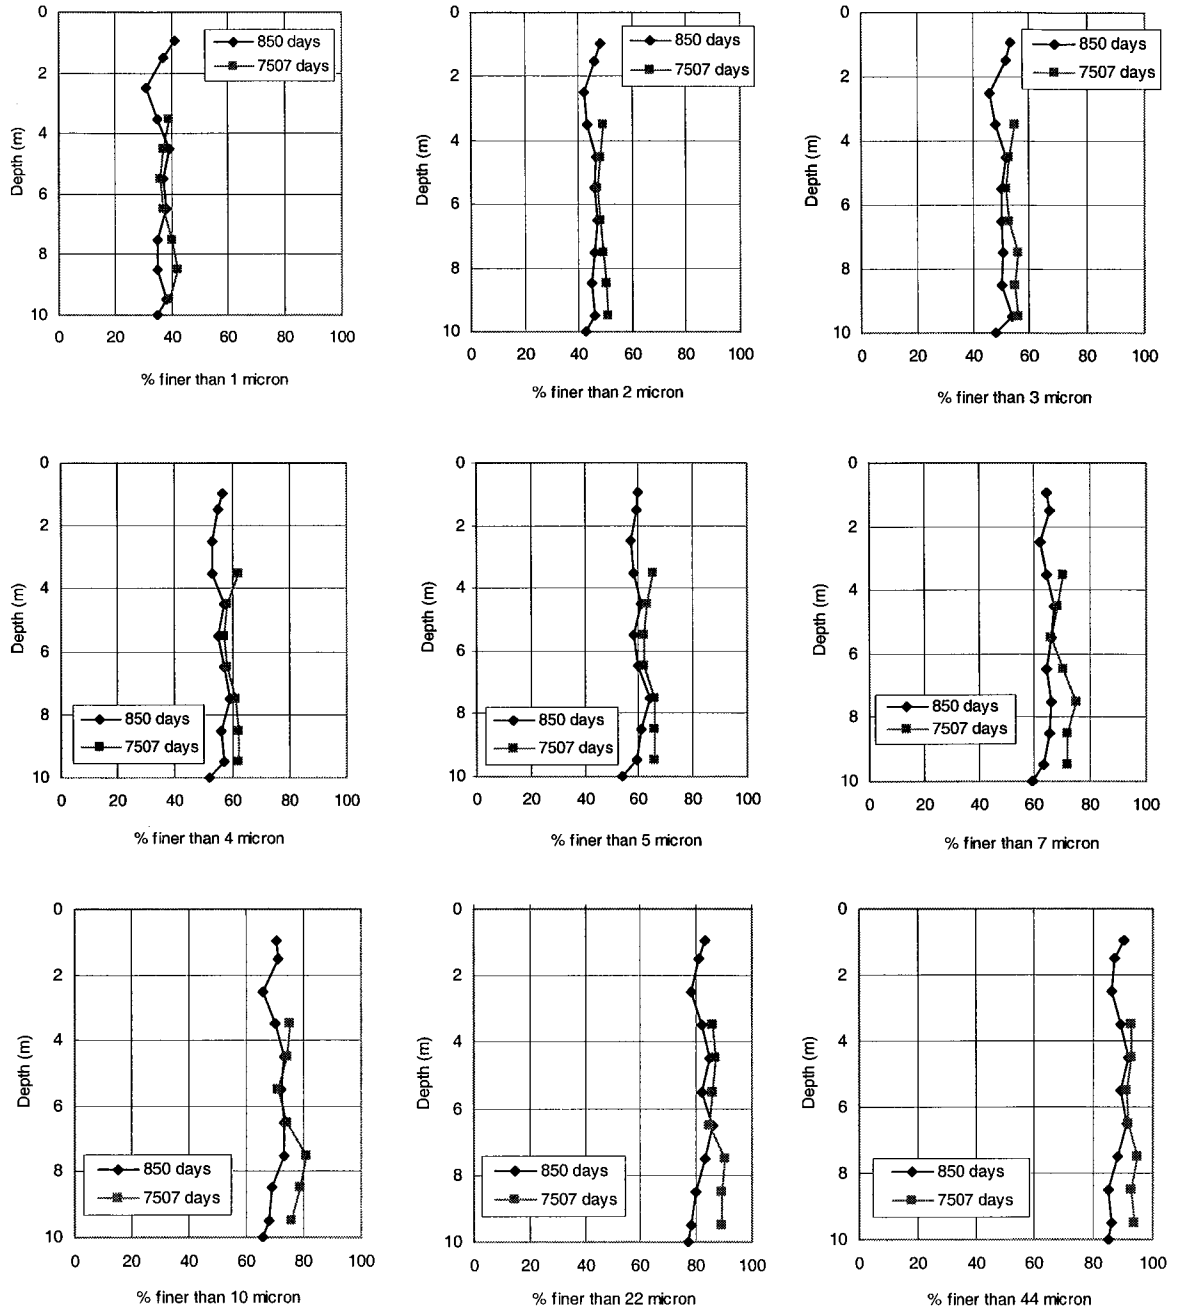 0
2
4
6
8
10
Depth (m)
850 days
7507 days
0 20 40 60 80 100
% finer than 1 micron
0
2
4
6
8
10
Depth (m)
850 days
7507 days
0 20 40 60 80 100
% finer than 2 micron
0
2
4
6
8
10
Depth (m)
850 days
7507 days
0 20 40 60 80 100
% finer than 3 micron
0
2
4
6
8
10
Depth (m)
850 days
7507 days
0 20 40 60 80 100
% finer than 4 micron
0
2
4
6
8
10
Depth (m)
850 days
7507 days
0 20 40 60 80 100
% finer than 5 micron
0
2
4
6
8
10
Depth (m)
850 days
7507 days
0 20 40 60 80 100
% finer than 7 micron
0
2
4
6
8
10
Depth (m)
850 days
7507 days
0 20 40 60 80 100
% finer than 10 micron
0
2
4
6
8
10
Depth (m)
850 days
7507 days
0 20 40 60 80 100
% finer than 22 micron
0
2
4
6
8
10
Depth (m)
850 days
7507 days
0 20 40 60 80 100
% finer than 44 micron